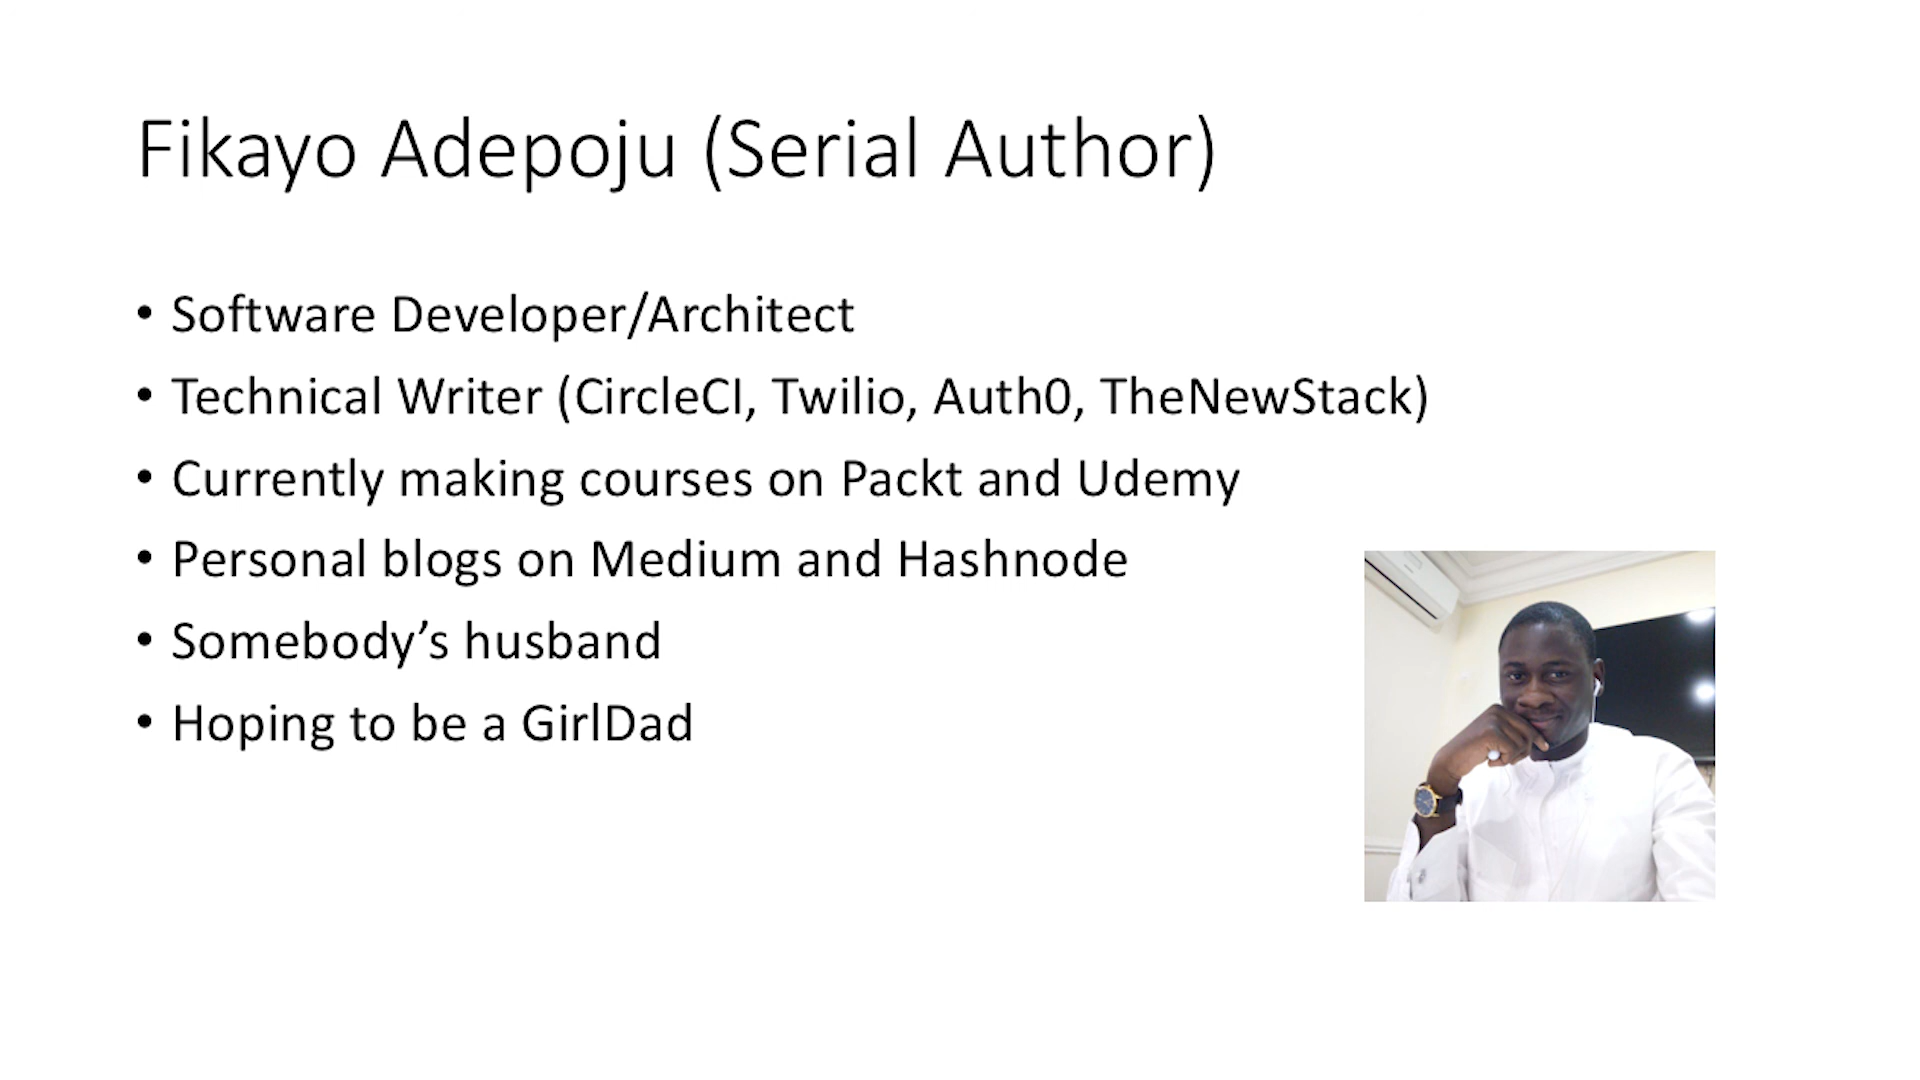 Fikayo Adepoju (Serial Author)
• Software Developer/Architect
• Technical Writer (CircleCI, Twilio, Auth0, TheNewStack)
• Currently making courses on Packt and Udemy
• Personal blogs on Medium and Hashnode
• Somebody’s husband
• Hoping to be a GirlDad